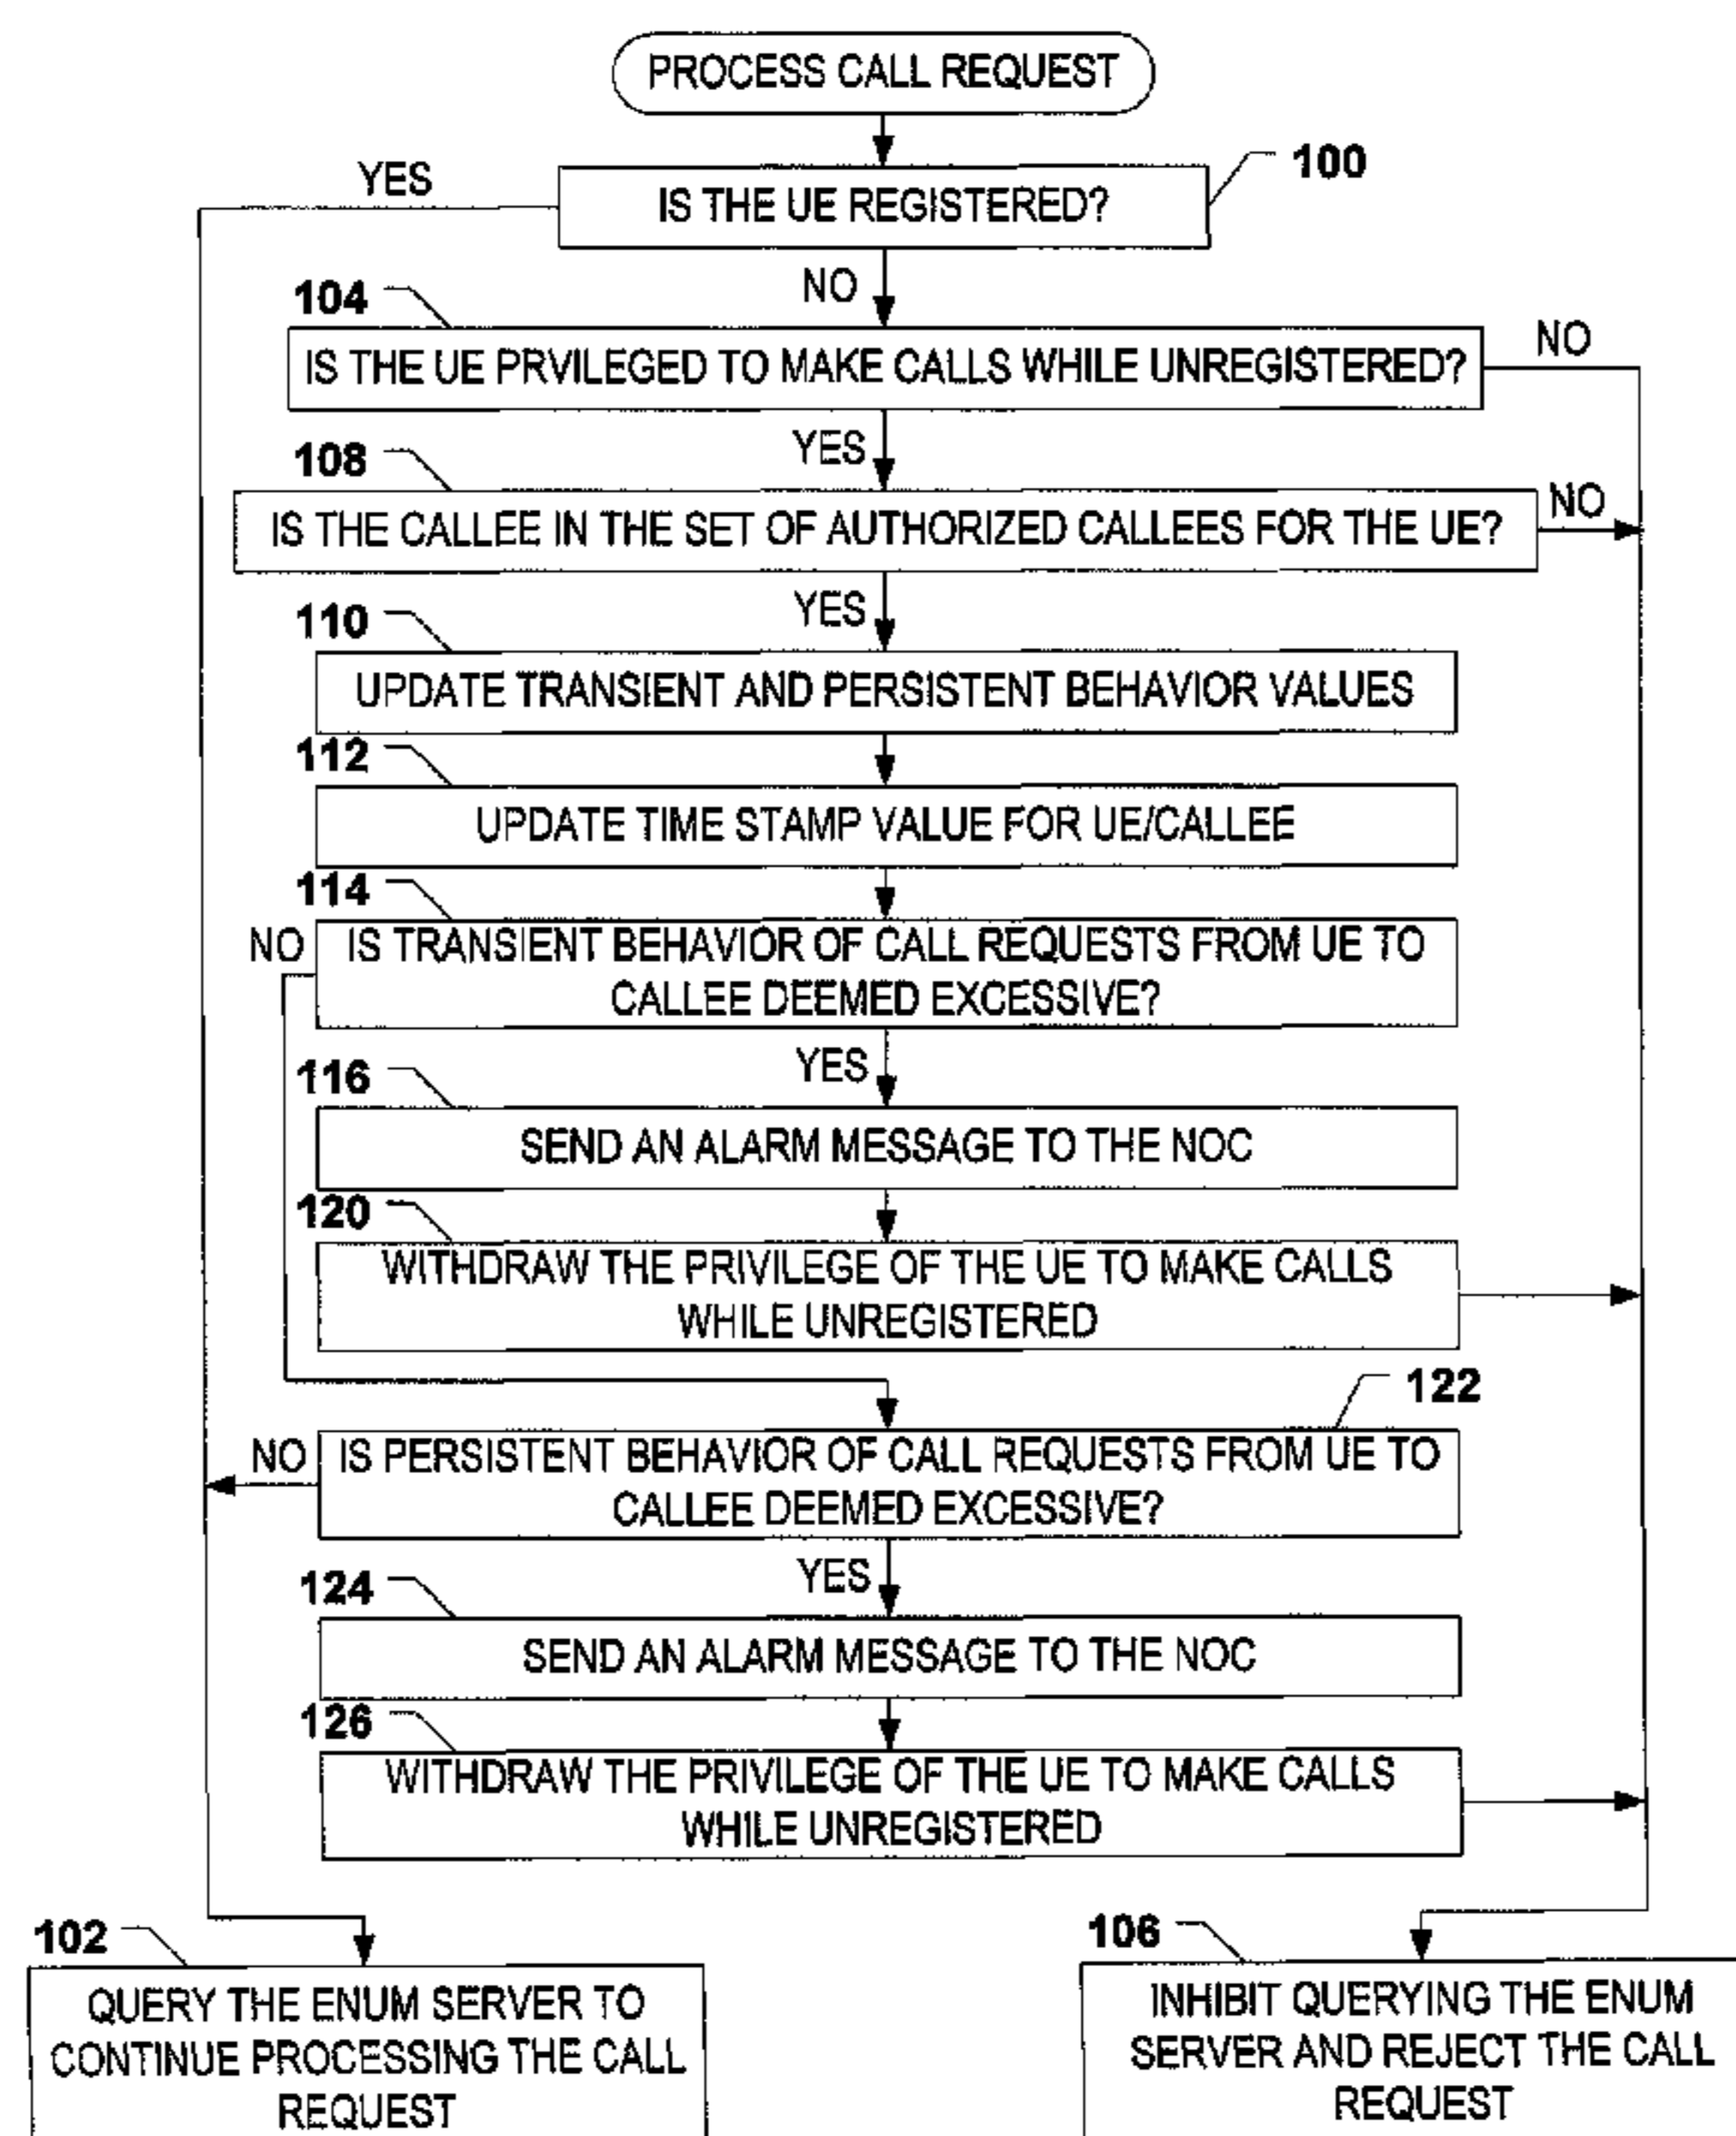 PROCESS CALL REQUEST
YES
100
IS THE UE REGISTERED?
NO
104
IS THE UE PRVILEGED TO MAKE CALLS WHILE UNREGISTERED?
NO
YES
108
IS THE CALLEE IN THE SET OF AUTHORIZED CALLEES FOR THE UE?
NO
YES
110
UPDATE TRANSIENT AND PERSISTENT BEHAVIOR VALUES
112
UPDATE TIME STAMP VALUE FOR UE/CALLEE
114
NO
IS TRANSIENT BEHAVIOR OF CALL REQUESTS FROM UE TO
CALLEE DEEMED EXCESSIVE?
YES
116
SEND AN ALARM MESSAGE TO THE NOC
120
WITHDRAW THE PRIVILEGE OF THE UE TO MAKE CALLS
WHILE UNREGISTERED
122
NO
IS PERSISTENT BEHAVIOR OF CALL REQUESTS FROM UE TO
CALLEE DEEMED EXCESSIVE?
YES
124
SEND AN ALARM MESSAGE TO THE NOC
126
WITHDRAW THE PRIVILEGE OF THE UE TO MAKE CALLS
WHILE UNREGISTERED
102
QUERY THE ENUM SERVER TO
CONTINUE PROCESSING THE CALL
REQUEST
106
INHIBIT QUERYING THE ENUM
SERVER AND REJECT THE CALL
REQUEST